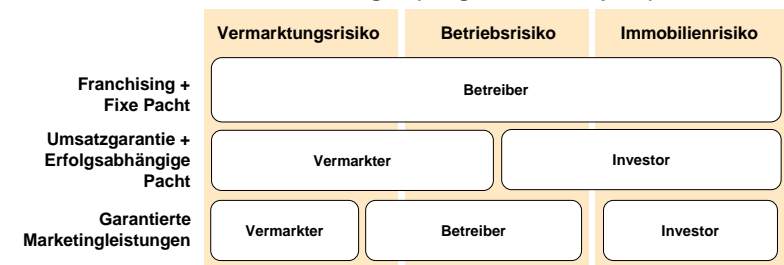 Vermarktungsrisiko Betriebsrisiko Immobilienrisiko
Franchising +
Fixe Pacht
Betreiber
Umsatzgarantie +
Erfolgsabhängige
Pacht
Vermarkter Investor
Garantierte
Marketingleistungen
Vermarkter Betreiber Investor